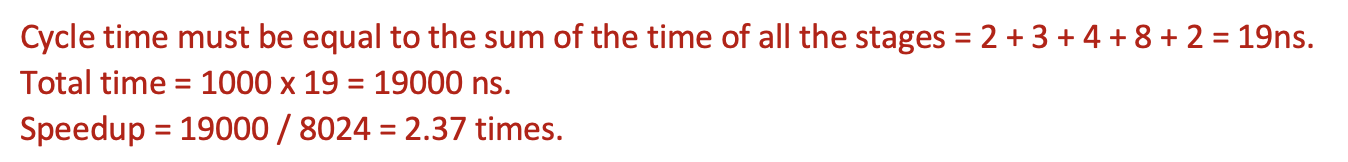 Cycle time must be equal to the sum of the time of all the stages = 2 + 3 + 4 + 8 + 2 = 19ns.
Total time = 1000 x 19 = 19000 ns.
Speedup = 19000 / 8024 = 2.37 times.